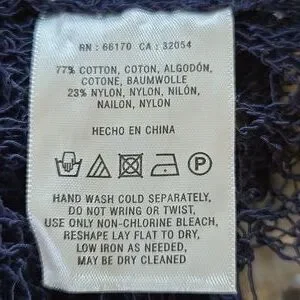 RN : 66170 CA : 32054
77% COTTON, COTON, ALGODÓN,
COTONE, BAUMWOLLE
23% NYLON, NYLON, NILÓN,
NAILON, NYLON
HECHO EN CHINA
P
HAND WASH COLD SEPARATELY,
DO NOT WRING OR TWIST,
USE ONLY NON-CHLORINE BLEACH,
RESHAPE LAY FLAT TO DRY,
LOW IRON AS NEEDED,
MAY BE DRY CLEANED